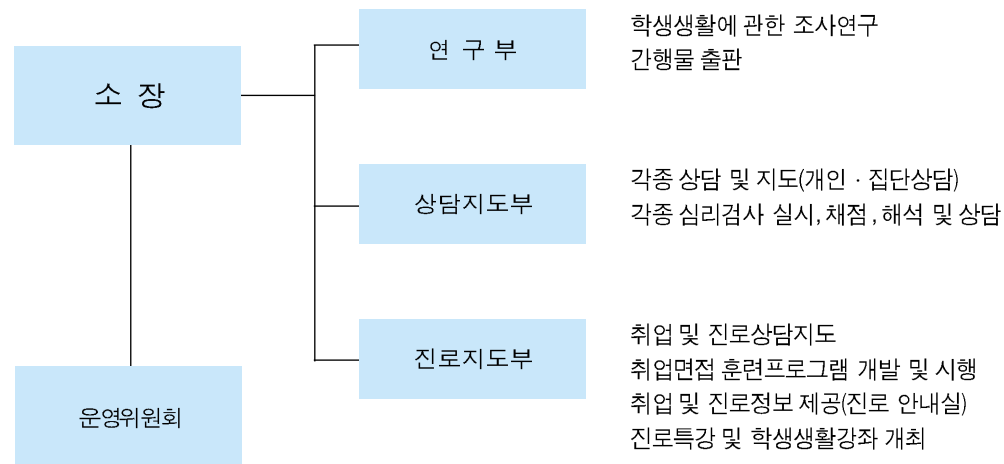 소 장
운영위원회
연 구 부
학생생활에 관한 조사연구
간행물 출판
상담지도부
각종 상담 및 지도(개인 · 집단상담)
각종 심리검사 실시, 채점, 해석 및 상담
진로지도부
취업 및 진로상담지도
취업면접 훈련프로그램 개발 및 시행
취업 및 진로정보 제공(진로 안내실)
진로특강 및 학생생활강좌 개최